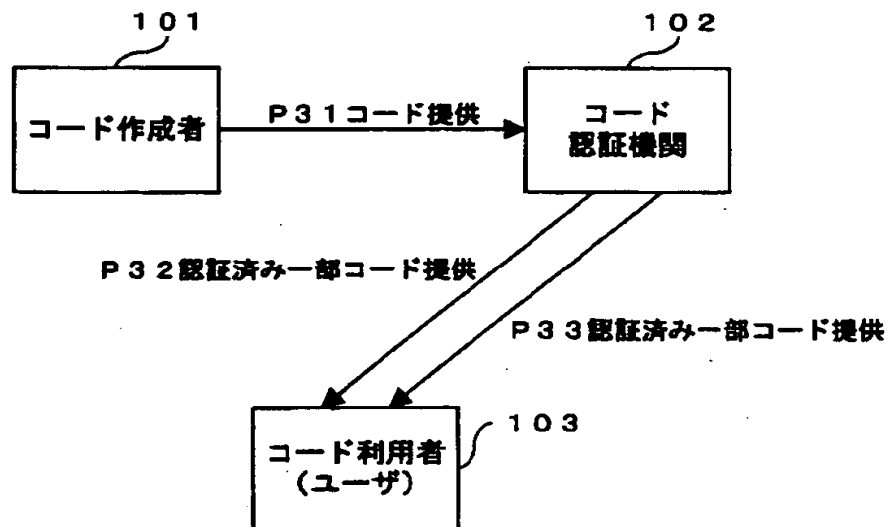 １０１
１０２
コード作成者
Ｐ３１コード提供
コード
認証機関
Ｐ３２認証済み一部コード提供
Ｐ３３認証済み一部コード提供
１０３
コード利用者
（ユーザ）